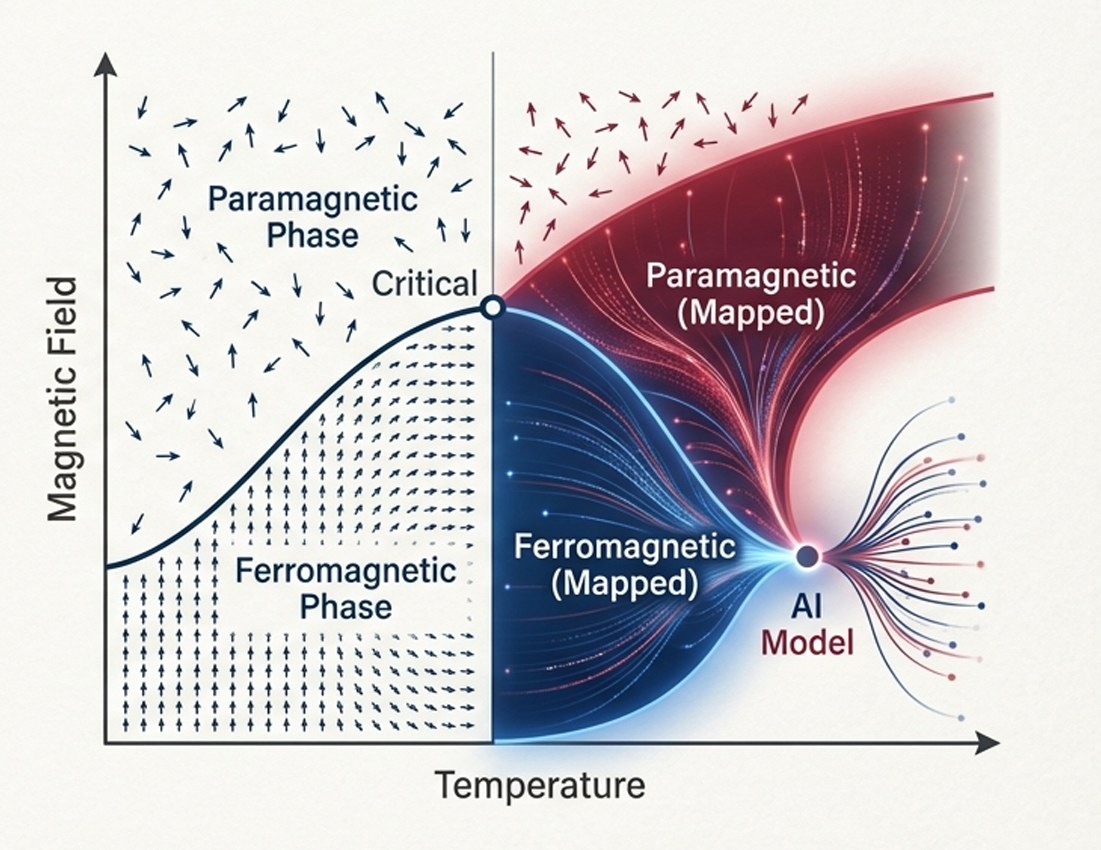 Paramagnetic
Phase
Critical
Paramagnetic
(Mapped)
Magnetic Field
Ferromagnetic
Phase
Ferromagnetic
(Mapped)
AI
Model
Temperature